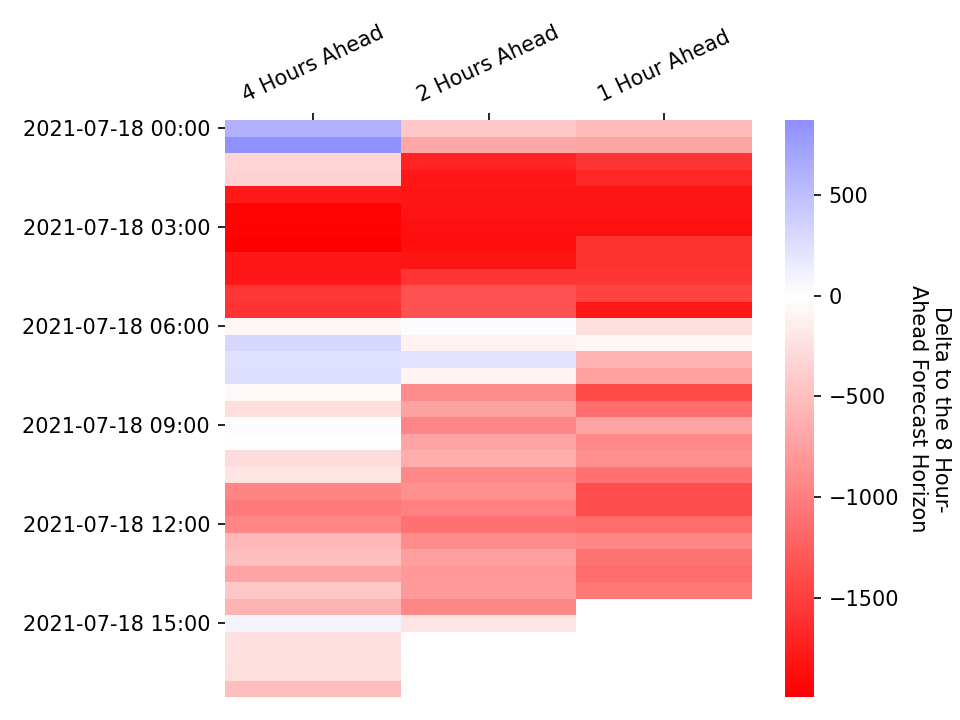 4 Hours Ahead
2 Hours Ahead
1 Hour Ahead
2021-07-18 00:00
2021-07-18 03:00
2021-07-18 06:00
2021-07-18 09:00
2021-07-18 12:00
2021-07-18 15:00
500
0
−500
−1000
−1500
Delta to the 8 Hour-
Ahead Forecast Horizon